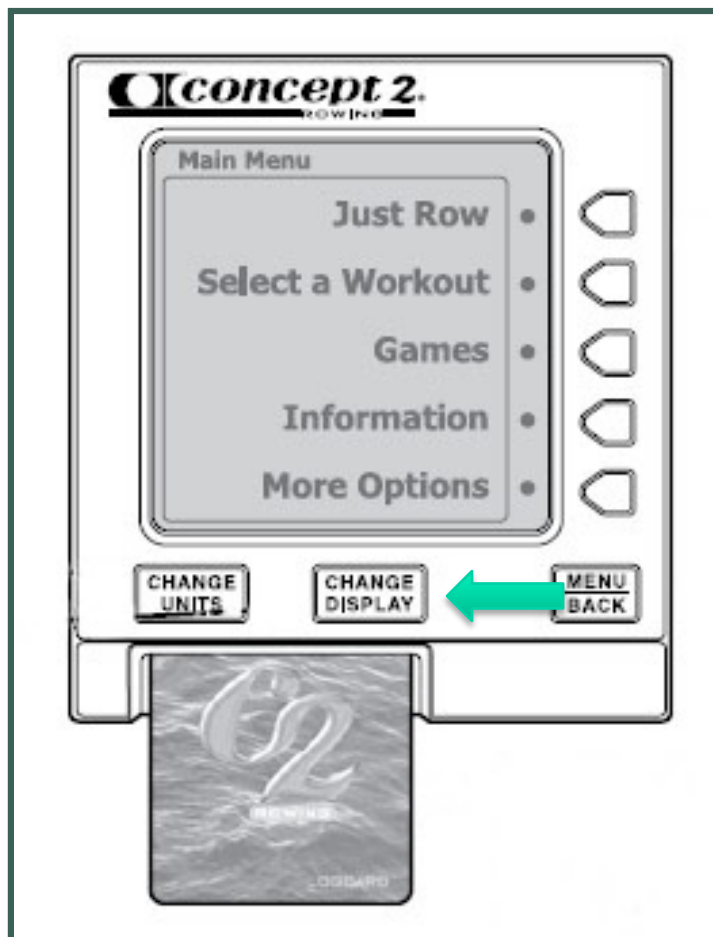 concept 2.
ROWING
Main Menu
Just Row
Select a Workout
Games
Information
More Options
CHANGE
UNITS
CHANGE
DISPLAY
MENU
BACK
C2
ROWING